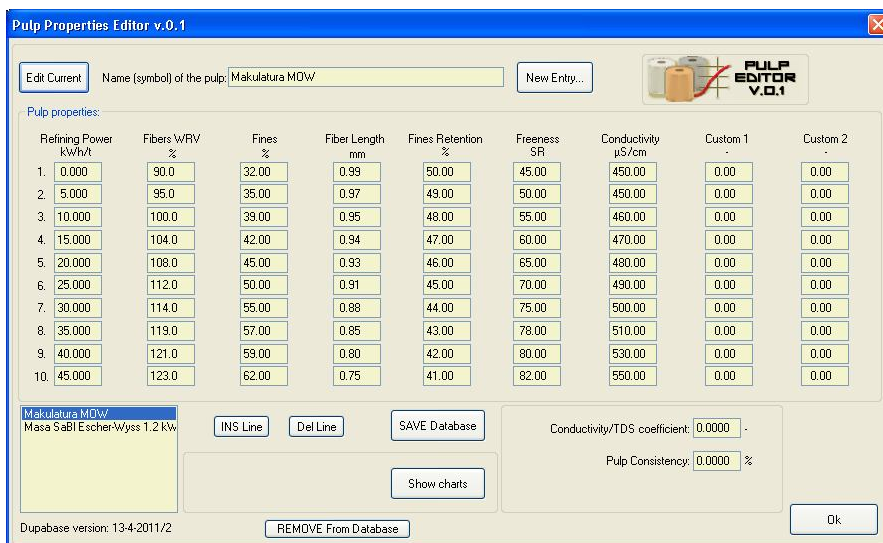 Pulp Properties Editor v.0.1
Edit Current Name (symbol) of the pulp: Makulatura MOW New Entry...
PULP
EDITOR
V.0.1
Pulp properties:
Refining Power Fibers WRV Fines Fiber Length Fines Retention Freeness Conductivity Custom 1 Custom 2
kWh/t % % mm % SR µS/cm - -
1. 0.000 90.0 32.00 0.99 50.00 45.00 450.00 0.00 0.00
2. 5.000 95.0 35.00 0.97 49.00 50.00 450.00 0.00 0.00
3. 10.000 100.0 39.00 0.95 48.00 55.00 460.00 0.00 0.00
4. 15.000 104.0 42.00 0.94 47.00 60.00 470.00 0.00 0.00
5. 20.000 108.0 45.00 0.93 46.00 65.00 480.00 0.00 0.00
6. 25.000 112.0 50.00 0.91 45.00 70.00 490.00 0.00 0.00
7. 30.000 114.0 55.00 0.88 44.00 75.00 500.00 0.00 0.00
8. 35.000 119.0 57.00 0.85 43.00 78.00 510.00 0.00 0.00
9. 40.000 121.0 59.00 0.80 42.00 80.00 530.00 0.00 0.00
10. 45.000 123.0 62.00 0.75 41.00 82.00 550.00 0.00 0.00
Makulatura MOW
Masa SaBI Escher-Wyss 1.2 kW
INS Line Del Line SAVE Database
Conductivity/TDS coefficient: 0.0000 -
Pulp Consistency: 0.0000 %
Show charts
Dupabase version: 13-4-2011/2 REMOVE From Database Ok